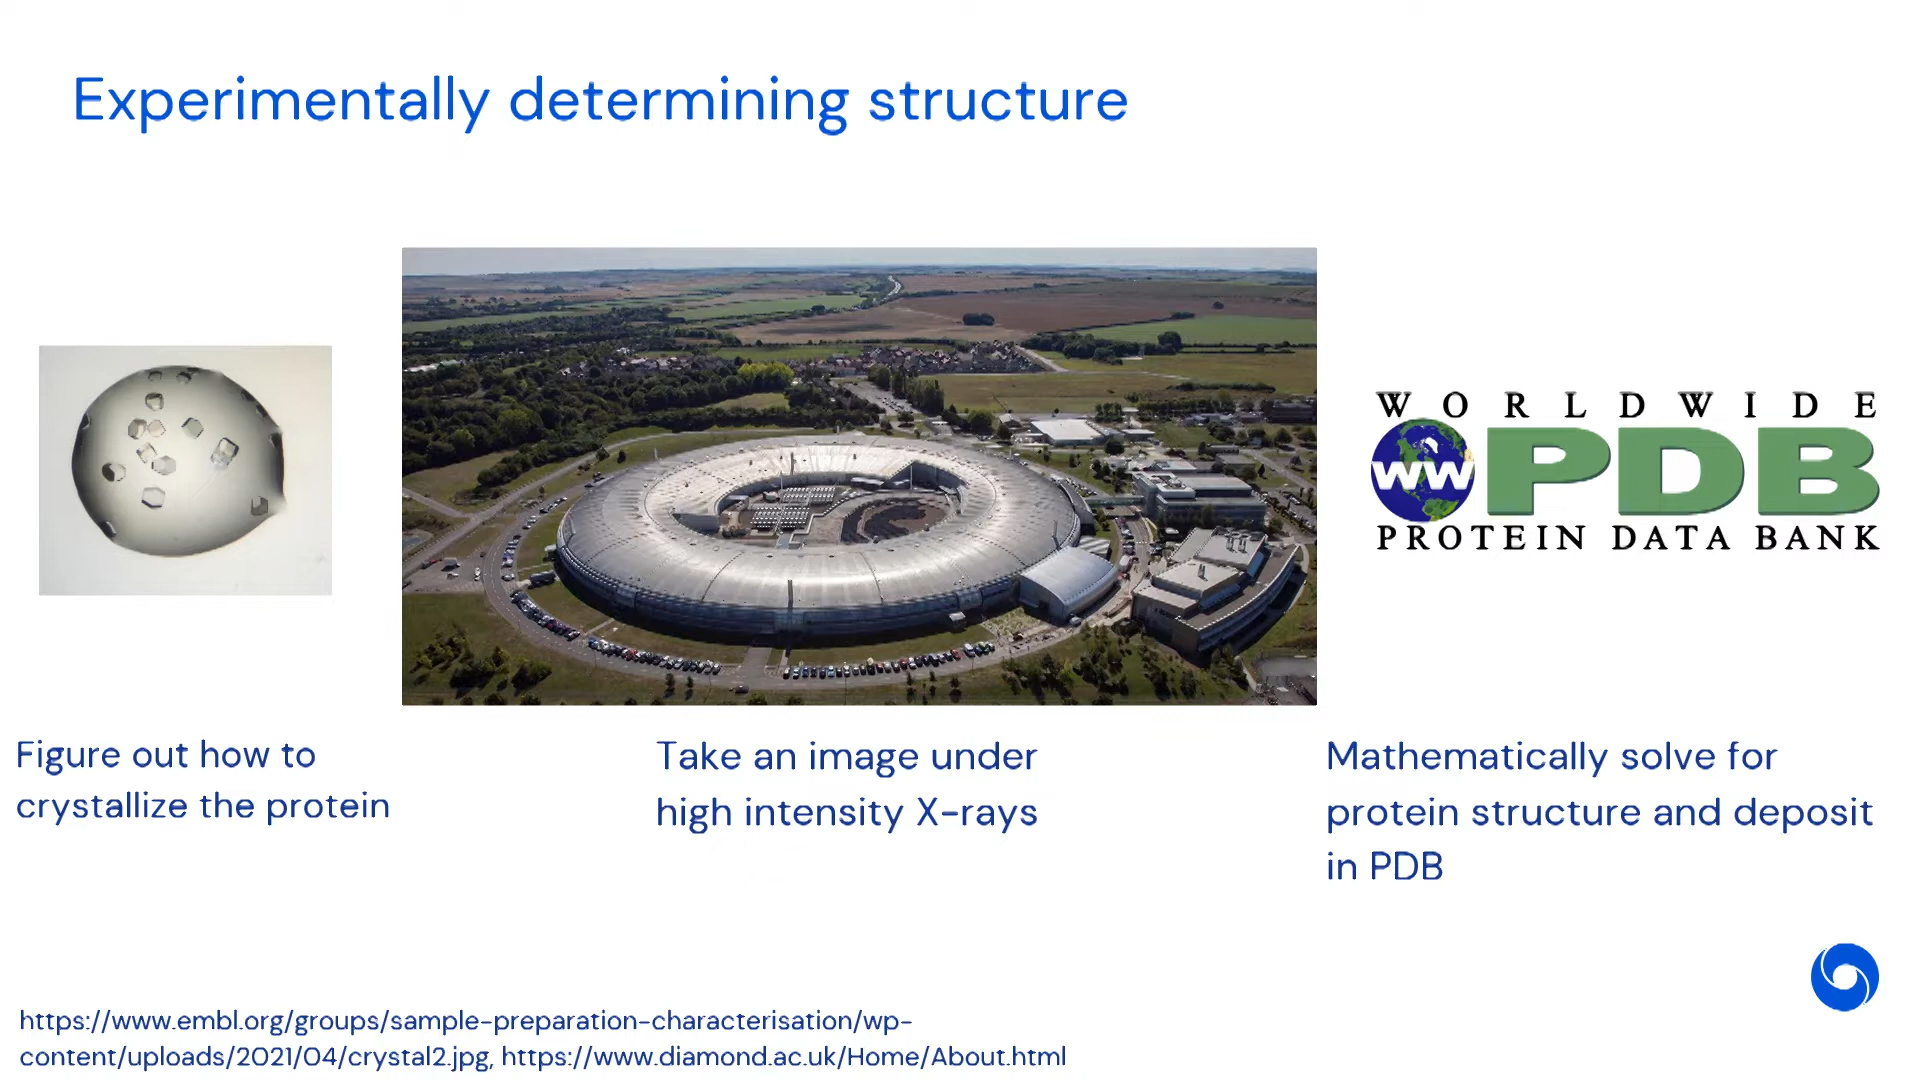 Experimentally determining structure
WORLDWIDE
ww PDB
PROTEIN DATA BANK
Figure out how to
crystallize the protein
Take an image under
high intensity X-rays
Mathematically solve for
protein structure and deposit
in PDB
https://www.embl.org/groups/sample-preparation-characterisation/wp-
content/uploads/2021/04/crystal2.jpg, https://www.diamond.ac.uk/Home/About.html